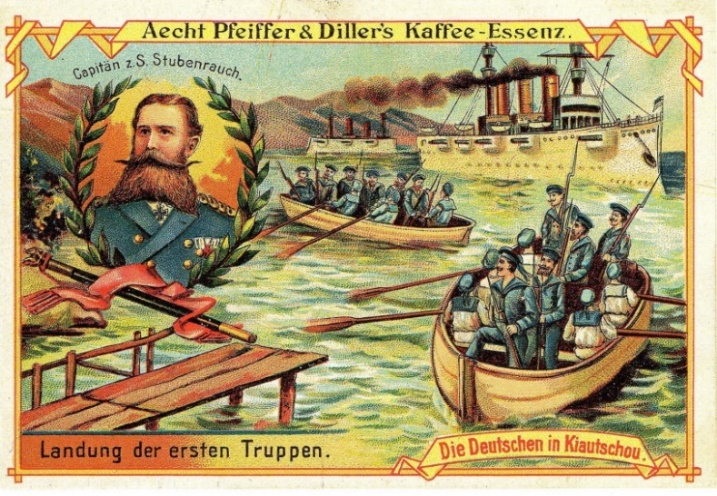 Aecht Pfeiffer & Diller's Kaffee-Essenz.
Capitän z.S. Stubenrauch.
Landung der ersten Truppen.
Die Deutschen in Kiautschou.